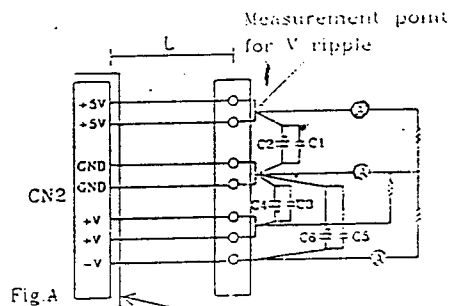 Measurement point
for V ripple
L
+5V
+5V
C2 C1
GND
GND
CN2
C4 C3
+V
+V
C6 C5
-V
Fig.A